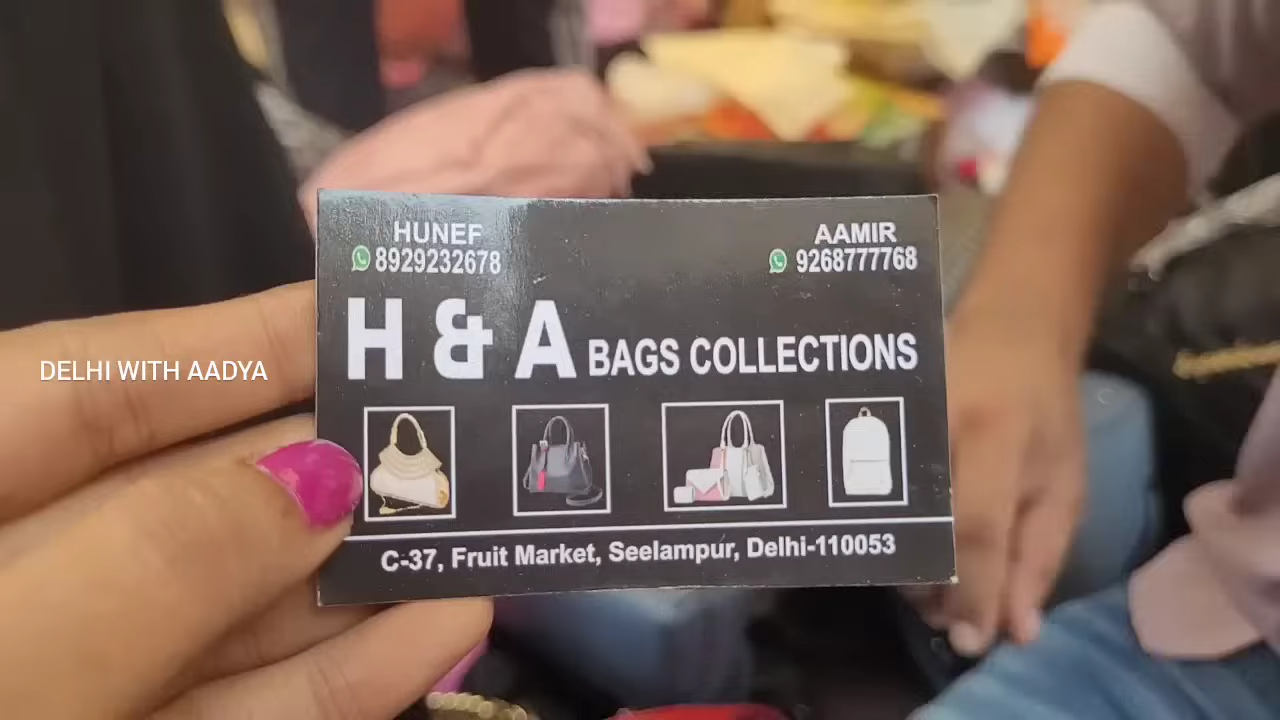 HUNEF
8929232678
AAMIR
9268777768
H & A BAGS COLLECTIONS
C-37, Fruit Market, Seelampur, Delhi-110053
DELHI WITH AADYA